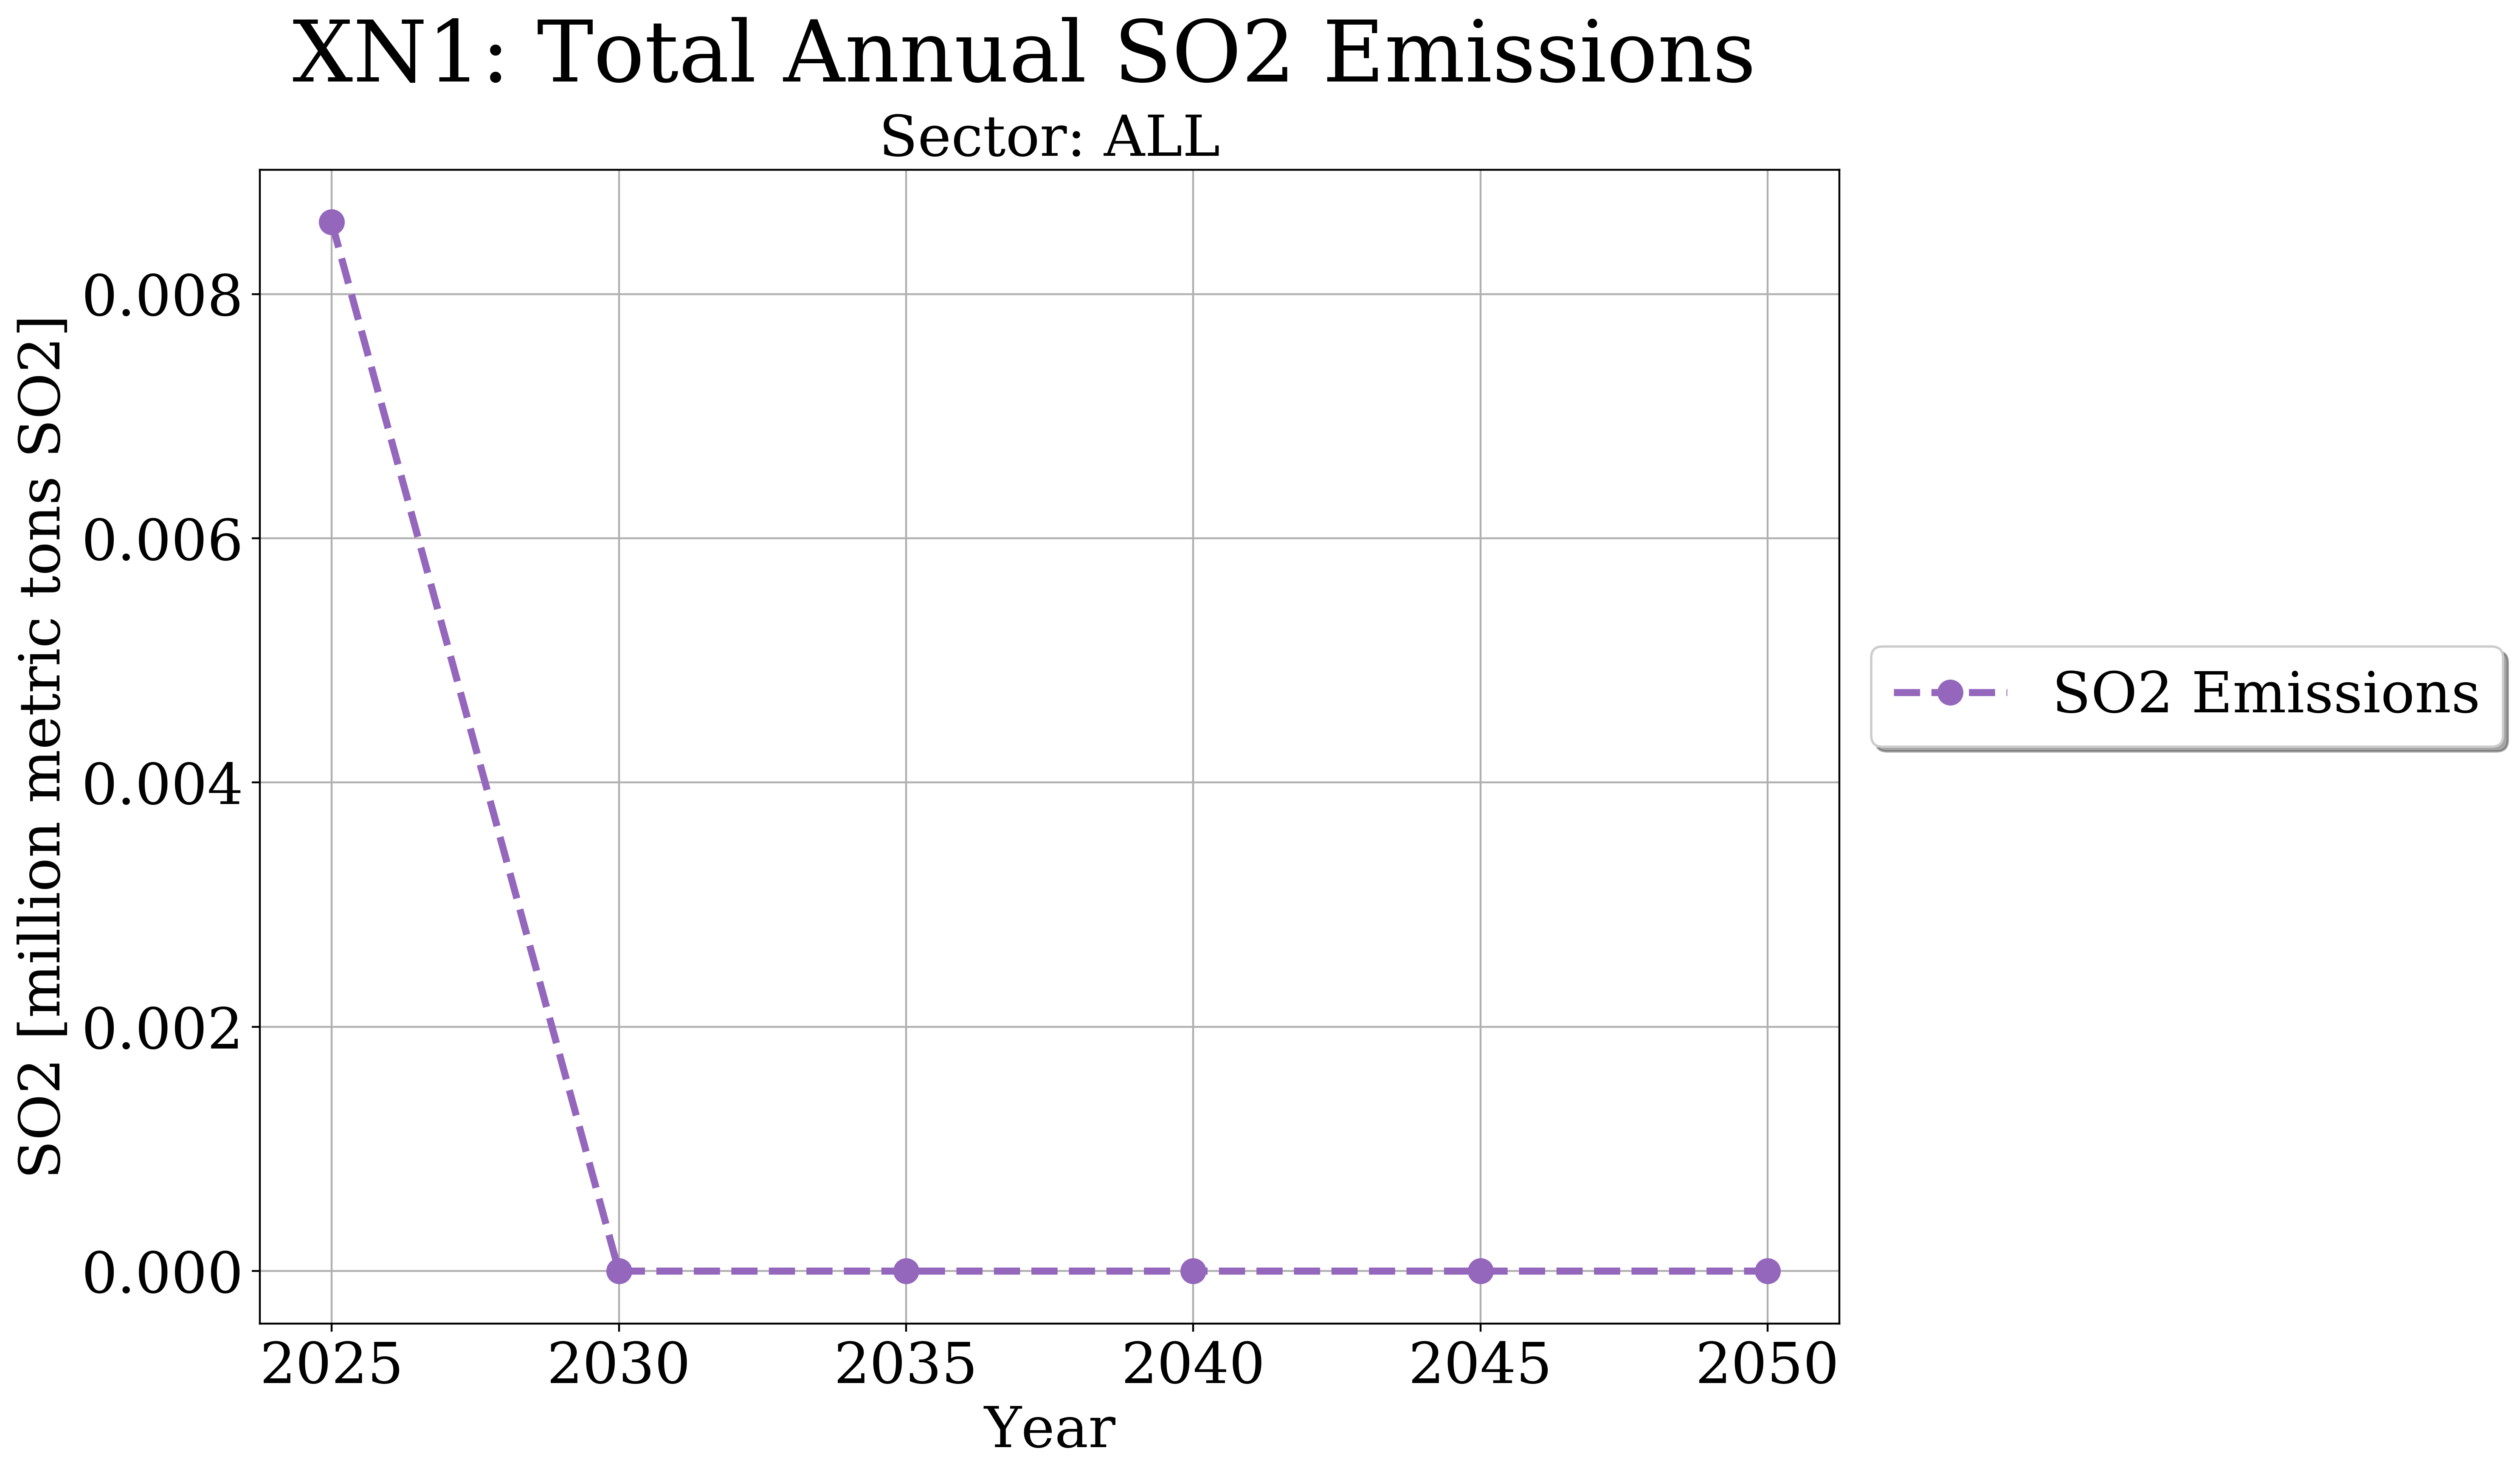 XN1: Total Annual SO2 Emissions
Sector: ALL
SO2 [million metric tons SO2]
0.008
0.006
0.004
0.002
0.000
2025 2030 2035 2040 2045 2050
Year
SO2 Emissions